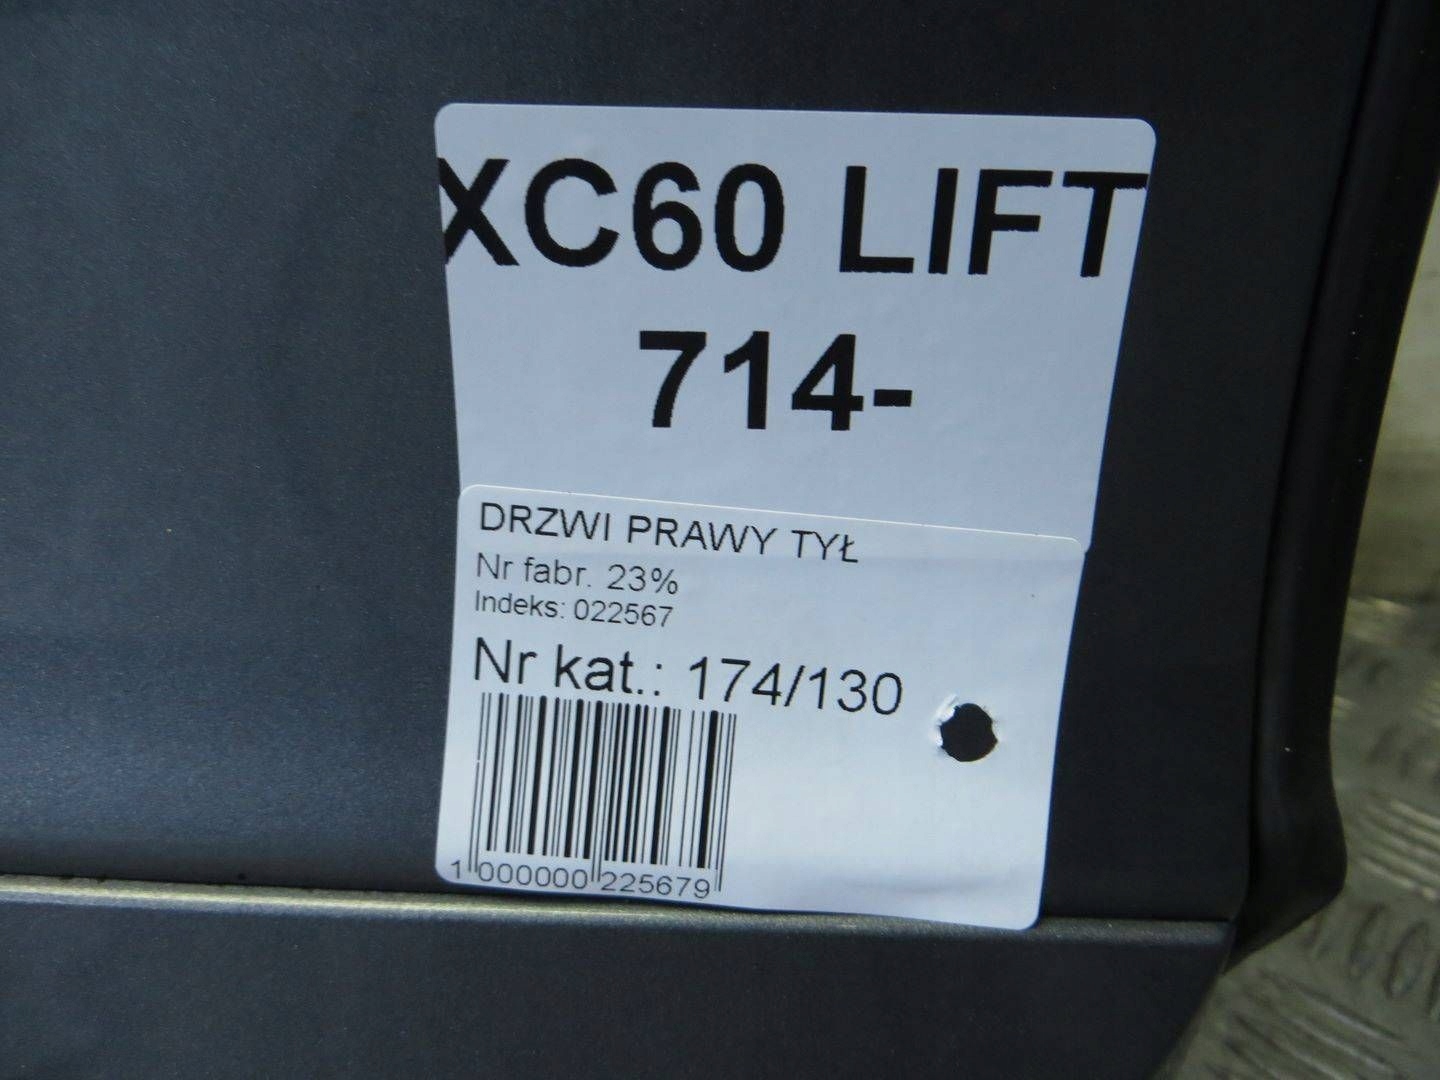 XC60 LIFT
714-
DRZWI PRAWY TYŁ
Nr fabr. 23%
Indeks: 022567
Nr kat.: 174/130
1 000000 225679